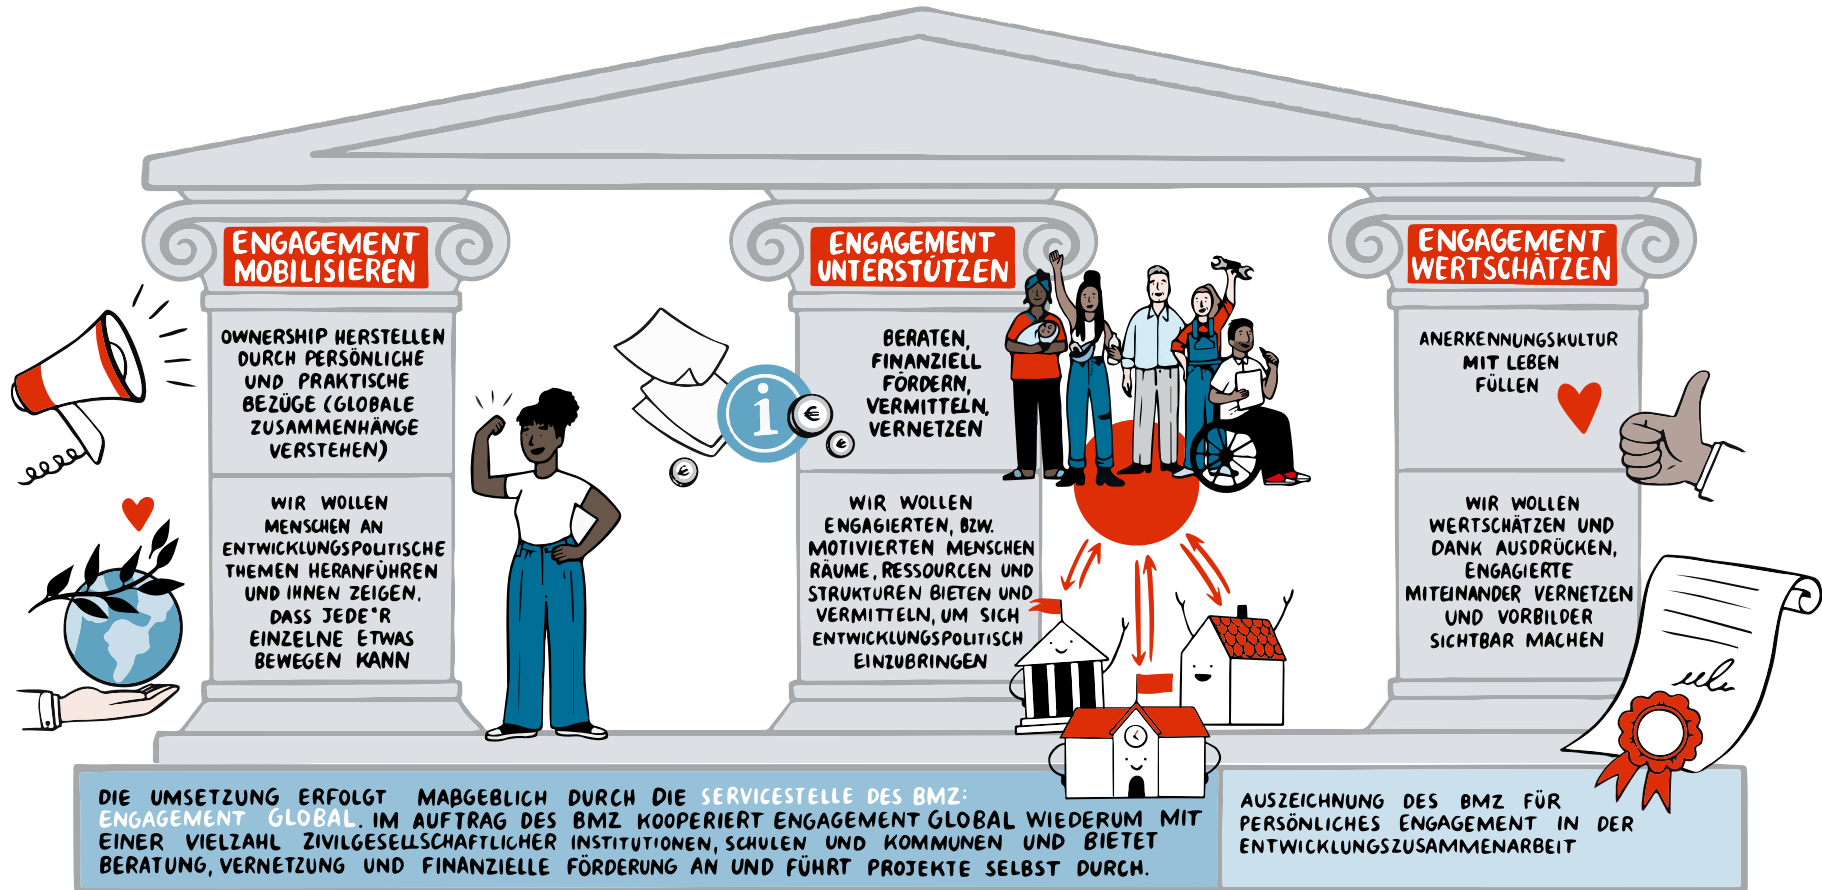 ENGAGEMENT
MOBILISIEREN
OWNERSHIP HERSTELLEN
DURCH PERSÖNLICHE
UND PRAKTISCHE
BEZÜGE (GLOBALE
ZUSAMMENHÄNGE
VERSTEHEN)
WIR WOLLEN
MENSCHEN AN
ENTWICKLUNGSPOLITISCHE
THEMEN HERANFÜHREN
UND IHNEN ZEIGEN,
DASS JEDE*R
EINZELNE ETWAS
BEWEGEN KANN
ENGAGEMENT
UNTERSTÜTZEN
BERATEN,
FINANZIELL
FÖRDERN,
VERMITTELN,
VERNETZEN
i
€
€
€
WIR WOLLEN
ENGAGIERTEN, BZW.
MOTIVIERTEN MENSCHEN
RÄUME, RESSOURCEN UND
STRUKTUREN BIETEN UND
VERMITTELN, UM SICH
ENTWICKLUNGSPOLITISCH
EINZUBRINGEN
ENGAGEMENT
WERTSCHÄTZEN
ANERKENNUNGSKULTUR
MIT LEBEN
FÜLLEN
WIR WOLLEN
WERTSCHÄTZEN UND
DANK AUSDRÜCKEN,
ENGAGIERTE
MITEINANDER VERNETZEN
UND VORBILDER
SICHTBAR MACHEN
DIE UMSETZUNG ERFOLGT MAßGEBLICH DURCH DIE SERVICESTELLE DES BMZ:
ENGAGEMENT GLOBAL. IM AUFTRAG DES BMZ KOOPERIERT ENGAGEMENT GLOBAL WIEDERUM MIT
EINER VIELZAHL ZIVILGESELLSCHAFTLICHER INSTITUTIONEN, SCHULEN UND KOMMUNEN UND BIETET
BERATUNG, VERNETZUNG UND FINANZIELLE FÖRDERUNG AN UND FÜHRT PROJEKTE SELBST DURCH.
AUSZEICHNUNG DES BMZ FÜR
PERSÖNLICHES ENGAGEMENT IN DER
ENTWICKLUNGSZUSAMMENARBEIT